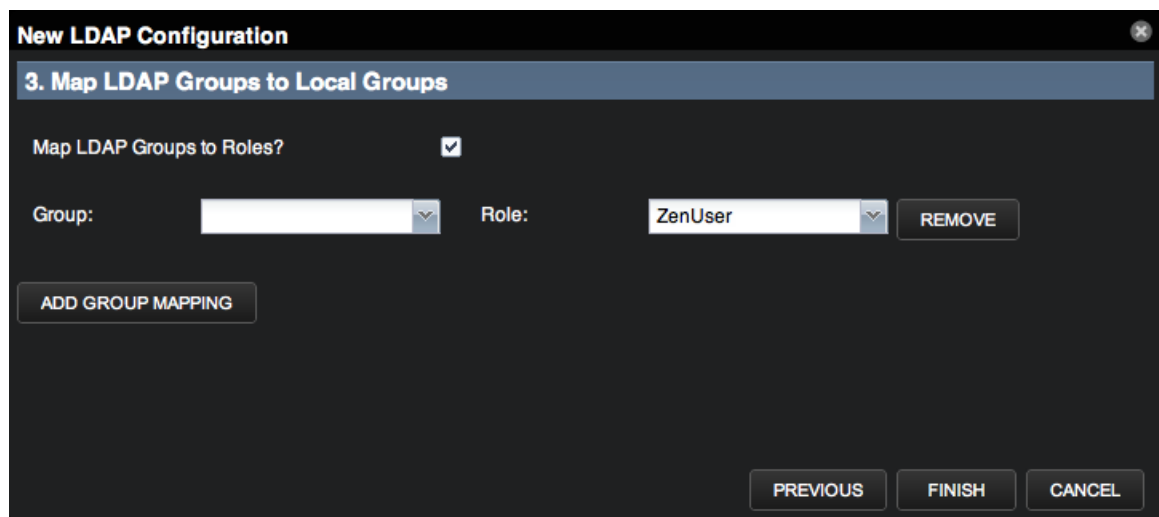 New LDAP Configuration
3. Map LDAP Groups to Local Groups
Map LDAP Groups to Roles?
Group: Role: ZenUser REMOVE
ADD GROUP MAPPING
PREVIOUS FINISH CANCEL